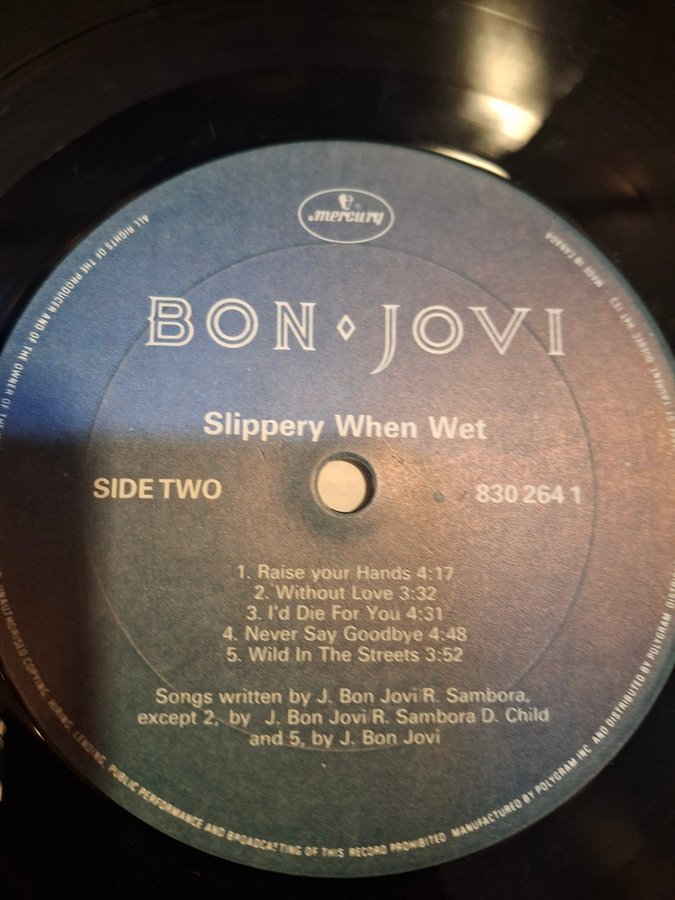 mercury
BON JOVI
Slippery When Wet
SIDE TWO
830 264 1
1. Raise your Hands 4:17
2. Without Love 3:32
3. I'd Die For You 4:31
4. Never Say Goodbye 4:48
5. Wild In The Streets 3:52
Songs written by J. Bon Jovi R. Sambora,
except 2, by J. Bon Jovi R. Sambora D. Child
and 5, by J. Bon Jovi
ALL RIGHTS OF THE PRODUCER AND OF THE OWNER OF
UNAUTHORISED COPYING, HIRING, LENDING, PUBLIC PERFORMANCE AND BROADCASTING OF THIS RECORD PROHIBITED MANUFACTURED BY POLYGRAM INC. AND DISTRIBUTED BY POLYGRAM
MADE IN CANADA